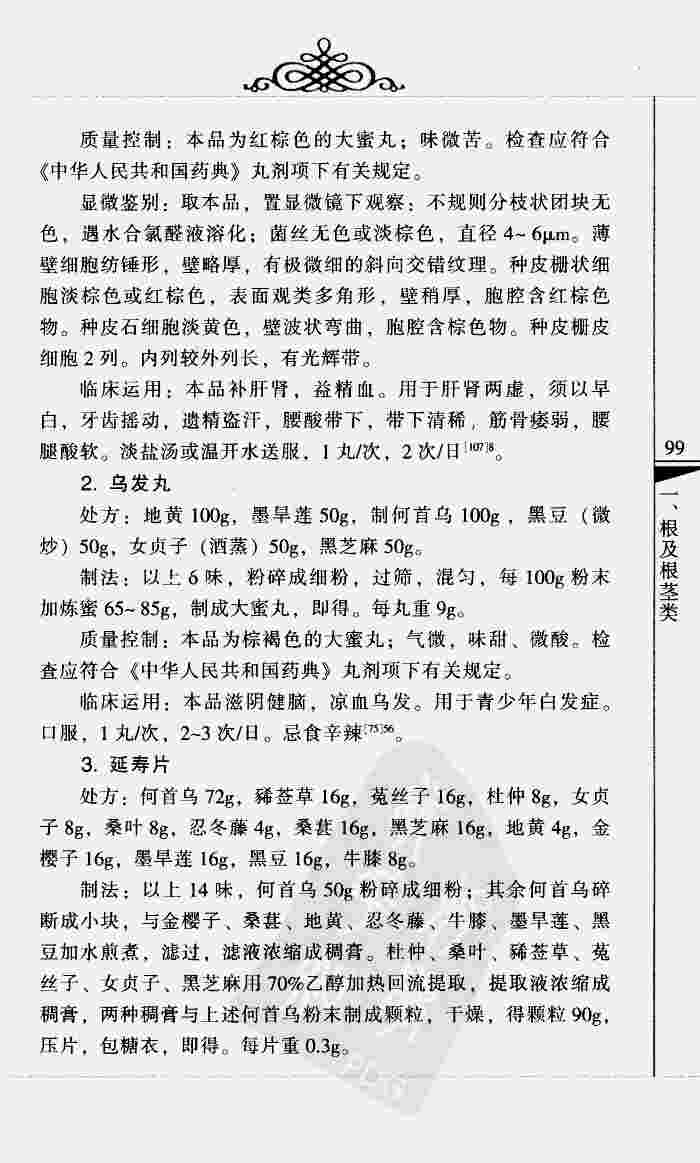 质量控制：本品为红棕色的大蜜丸；味微苦。检查应符合
《中华人民共和国药典》丸剂项下有关规定。
显微鉴别：取本品，置显微镜下观察：不规则分枝状团块无
色，遇水合氯醛液溶化；菌丝无色或淡棕色，直径 4~ 6μm。薄
壁细胞纺锤形，壁略厚，有极微细的斜向交错纹理。种皮栅状细
胞淡棕色或红棕色，表面观类多角形，壁稍厚，胞腔含红棕色
物。种皮石细胞淡黄色，壁波状弯曲，胞腔含棕色物。种皮栅皮
细胞 2 列。内列较外列长，有光辉带。
临床运用：本品补肝肾，益精血。用于肝肾两虚，须以早
白，牙齿摇动，遗精盗汗，腰酸带下，带下清稀，筋骨痿弱，腰
腿酸软。淡盐汤或温开水送服，1 丸/次，2 次/日[107]8。
2. 乌发丸
处方：地黄 100g，墨旱莲 50g，制何首乌 100g ，黑豆（微
炒）50g，女贞子（酒蒸）50g，黑芝麻 50g。
制法：以上 6 味，粉碎成细粉，过筛，混匀，每 100g 粉末
加炼蜜 65~ 85g，制成大蜜丸，即得。每丸重 9g。
质量控制：本品为棕褐色的大蜜丸；气微，味甜、微酸。检
查应符合《中华人民共和国药典》丸剂项下有关规定。
临床运用：本品滋阴健脑，凉血乌发。用于青少年白发症。
口服，1 丸/次，2~3 次/日。忌食辛辣[75]56。
3. 延寿片
处方：何首乌 72g，豨莶草 16g，菟丝子 16g，杜仲 8g，女贞
子 8g，桑叶 8g，忍冬藤 4g，桑葚 16g，黑芝麻 16g，地黄 4g，金
樱子 16g，墨旱莲 16g，黑豆 16g，牛膝 8g。
制法：以上 14 味，何首乌 50g 粉碎成细粉；其余何首乌碎
断成小块，与金樱子、桑葚、地黄、忍冬藤、牛膝、墨旱莲、黑
豆加水煎煮，滤过，滤液浓缩成稠膏。杜仲、桑叶、豨莶草、菟
丝子、女贞子、黑芝麻用 70%乙醇加热回流提取，提取液浓缩成
稠膏，两种稠膏与上述何首乌粉末制成颗粒，干燥，得颗粒 90g，
压片，包糖衣，即得。每片重 0.3g。
99
一、根及根茎类